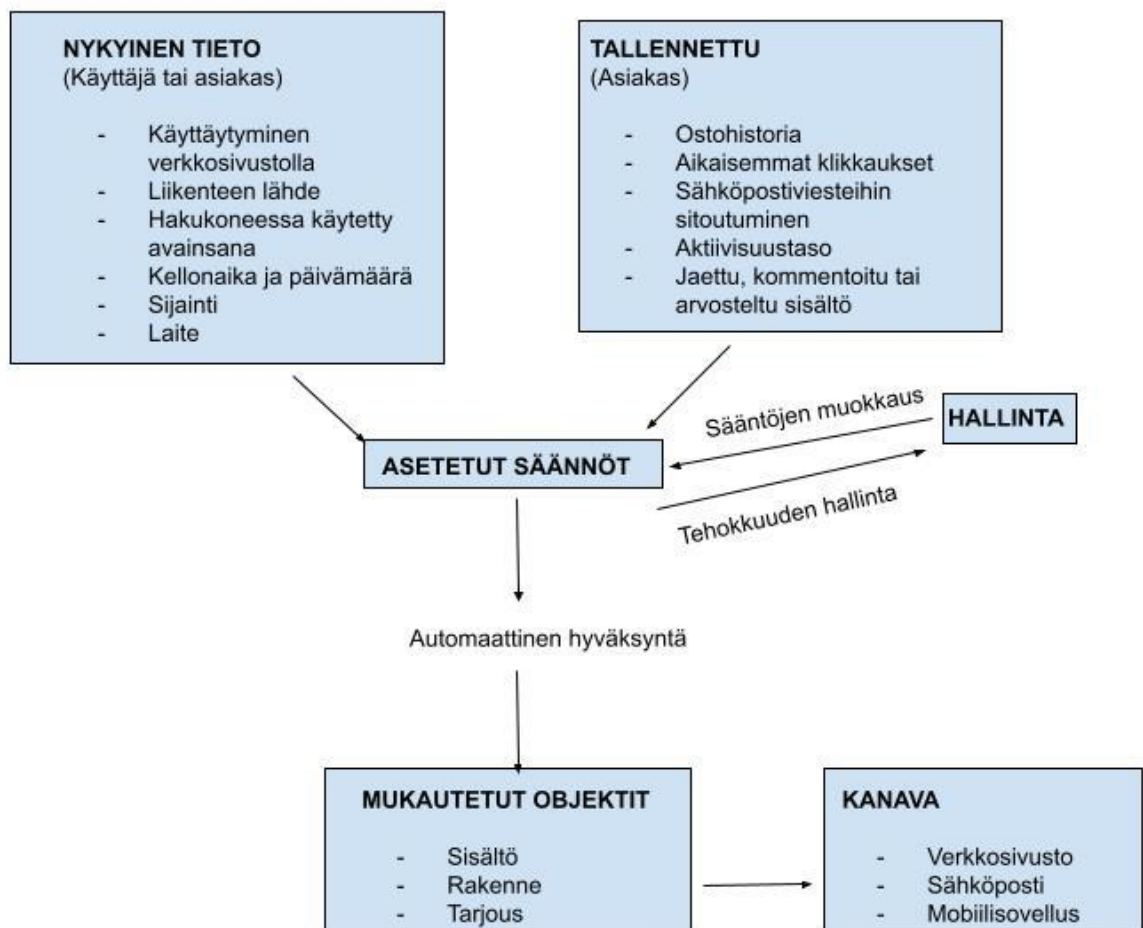 NYKYINEN TIETO
(Käyttäjä tai asiakas)
- Käyttäytyminen
verkkosivustolla
- Liikenteen lähde
- Hakukoneessa käytetty
avainsana
- Kellonaika ja päivämäärä
- Sijainti
- Laite
TALLENNETTU
(Asiakas)
- Ostohistoria
- Aikaisemmat klikkaukset
- Sähköpostiviesteihin
sitoutuminen
- Aktiivisuustaso
- Jaettu, kommentoitu tai
arvosteltu sisältö
Sääntöjen muokkaus
HALLINTA
ASETETUT SÄÄNNÖT
Tehokkuuden hallinta
Automaattinen hyväksyntä
MUKAUTETUT OBJEKTIT
- Sisältö
- Rakenne
- Tarjous
KANAVA
- Verkkosivusto
- Sähköposti
- Mobiilisovellus